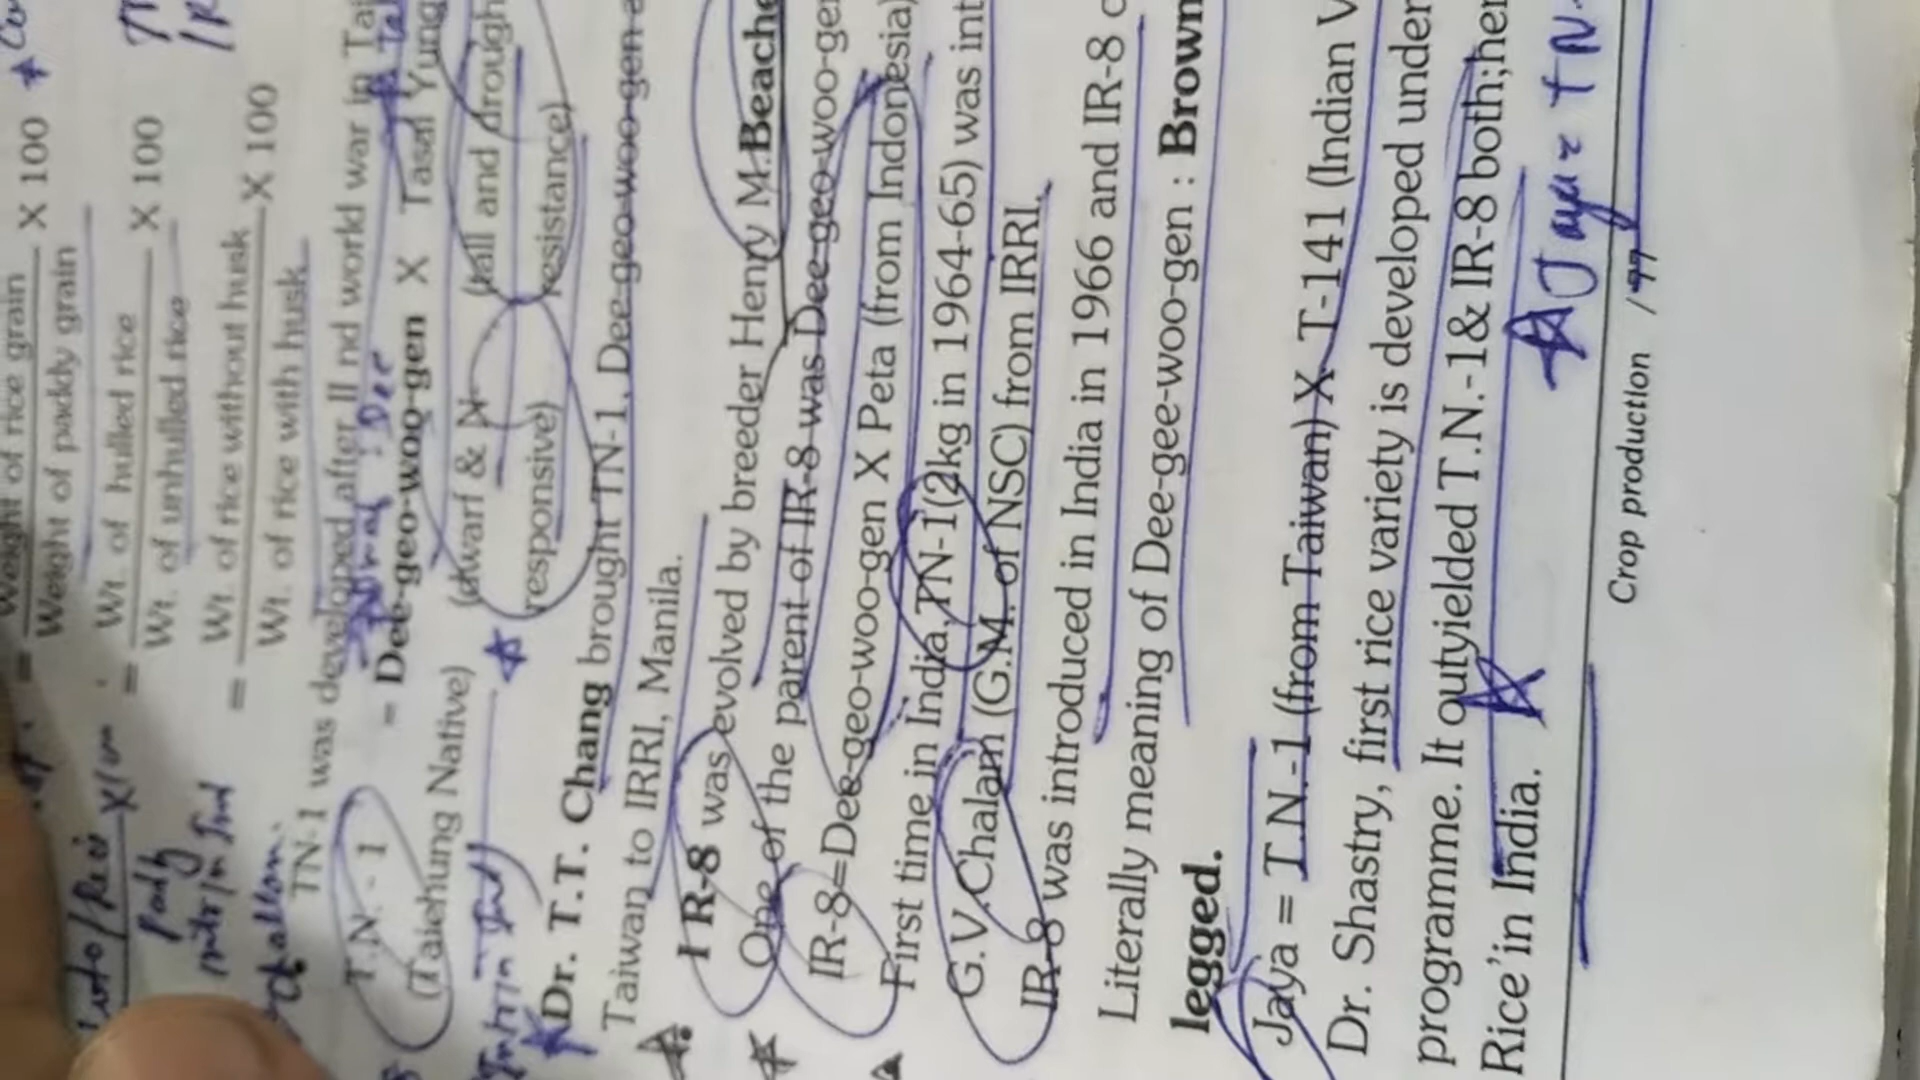 = Weight of rice grain X 100
Weight of paddy grain
= Wt. of hulled rice X 100
Wt. of unhulled rice
= Wt. of rice without husk X 100
Wt. of rice with husk
TN-1 was developed after II nd world war in
T.N.-1 = Dee-geo-woo-gen X Tasai Yung
(Taichung Native) (dwarf & N (tall and drough
responsive) resistance)
Dr. T.T. Chang brought TN-1, Dee-geo-woo-gen
Taiwan to IRRI, Manila.
IR-8 was evolved by breeder Henry M.Beache
One of the parent of IR-8 was Dee-geo-woo-ge
IR-8=Dee-geo-woo-gen X Peta (from Indonesia)
First time in India, TN-1(2kg in 1964-65) was int
G.V.Chalam (G.M. of NSC) from IRRI.
IR-8 was introduced in India in 1966 and IR-8
Literally meaning of Dee-gee-woo-gen : Brown
legged.
Jaya = T.N.-1 (from Taiwan) X T-141 (Indian V
Dr. Shastry, first rice variety is developed under
programme. It outyielded T.N.-1& IR-8 both;her
Rice'in India.
Jaya = TN-
Crop production /97